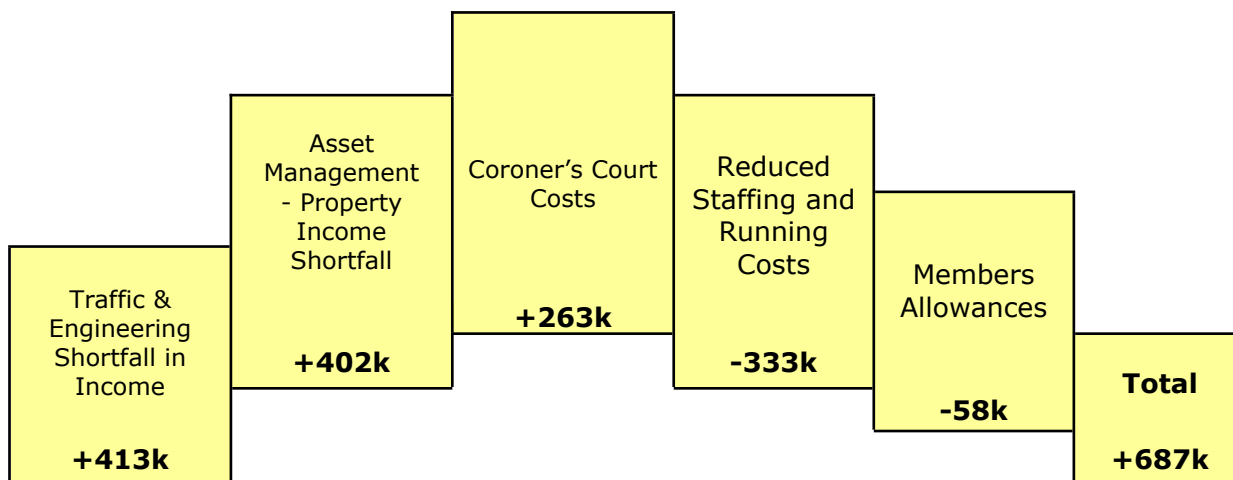 Traffic &
Engineering
Shortfall in
Income
+413k
Asset
Management
- Property
Income
Shortfall
+402k
Coroner’s Court
Costs
+263k
Reduced
Staffing and
Running
Costs
-333k
Members
Allowances
-58k
Total
+687k